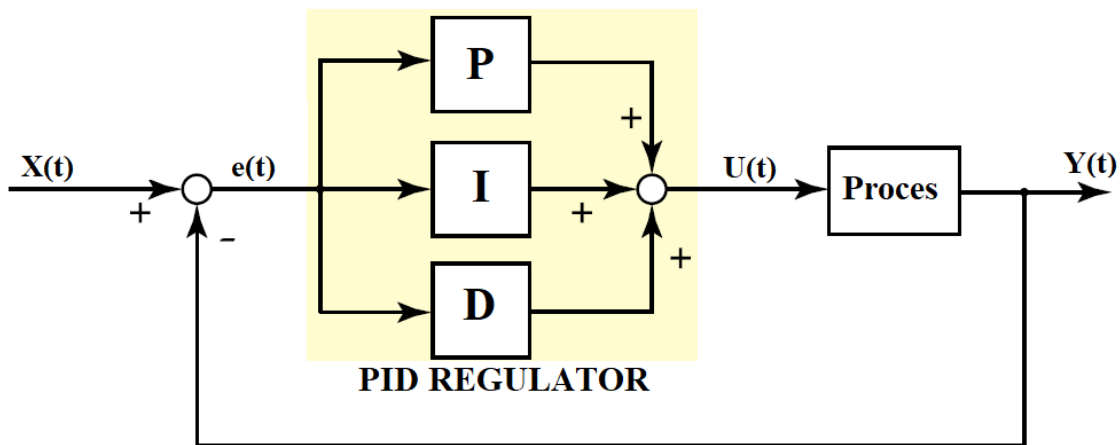 P
+
X(t)
e(t)
I
U(t)
Proces
Y(t)
+
+
-
+
D
PID REGULATOR